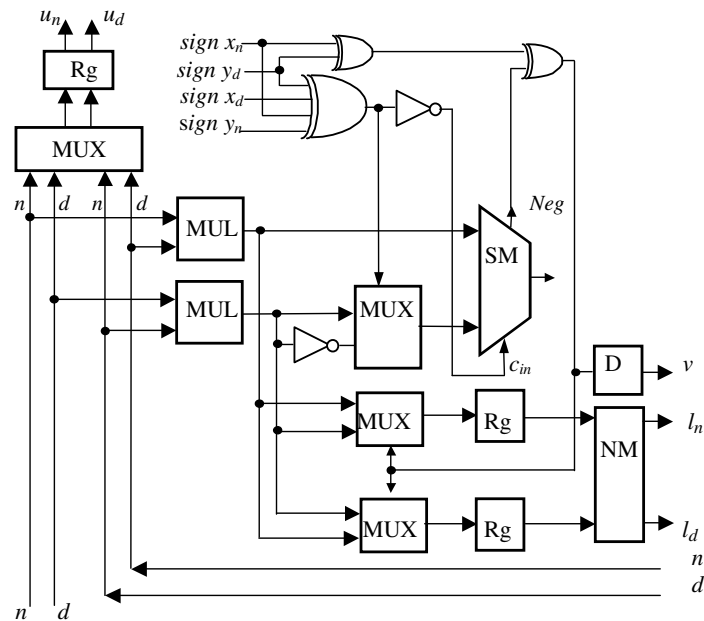 u_n u_d
Rg
MUX
n d n d
sign x_n
sign y_d
sign x_d
sign y_n
MUL
MUL
MUX
SM
Neg
c_in
D v
MUX Rg l_n
NM
MUX Rg l_d
n
d
n d